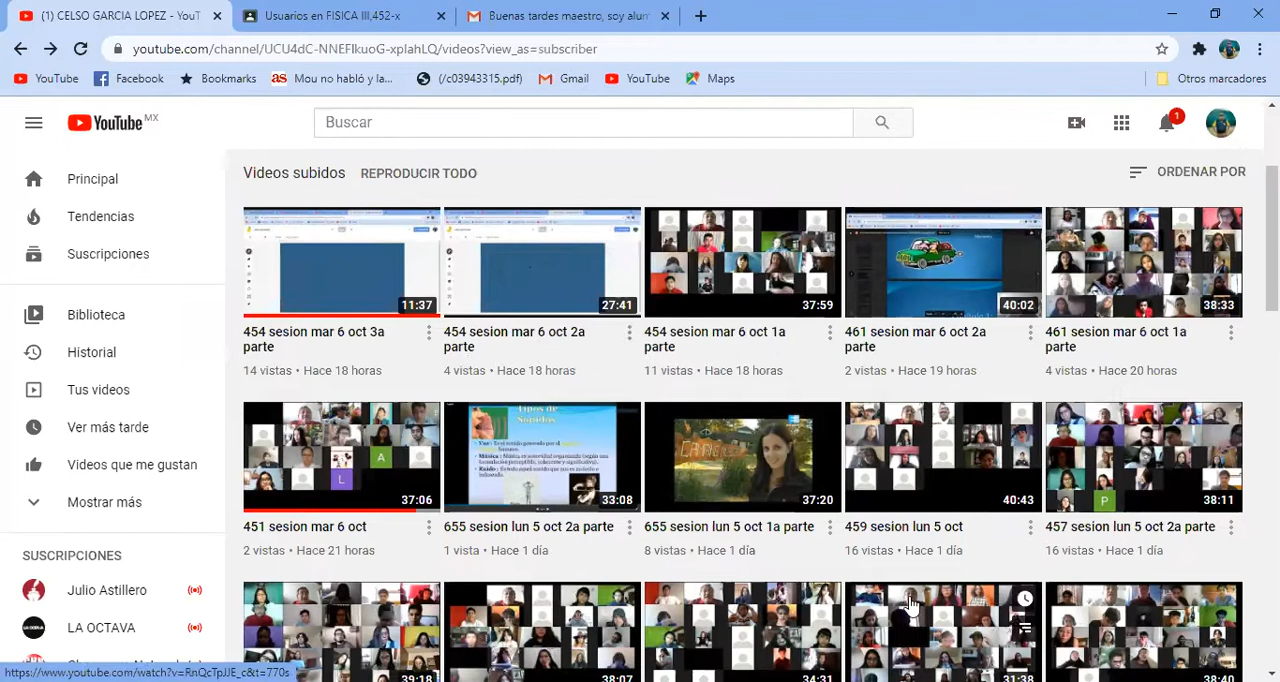 (1) CELSO GARCIA LOPEZ - YouT
Usuarios en FISICA III,452-x
Buenas tardes maestro, soy alum
youtube.com/channel/UCU4dC-NNEFIkuoG-xpIahLQ/videos?view_as=subscriber
YouTube
Facebook
Bookmarks
as
Mou no habló y la...
(/c03943315.pdf)
Gmail
YouTube
Maps
Otros marcadores
YouTube MX
Buscar
1
Principal
Tendencias
Suscripciones
Biblioteca
Historial
Tus videos
Ver más tarde
Videos que me gustan
Mostrar más
SUSCRIPCIONES
Julio Astillero
LA OCTAVA
https://www.youtube.com/watch?v=RnQcTpJJE_c&t=770s
Videos subidos
REPRODUCIR TODO
ORDENAR POR
11:37
27:41
37:59
40:02
38:33
454 sesion mar 6 oct 3a
parte
14 vistas • Hace 18 horas
454 sesion mar 6 oct 2a
parte
4 vistas • Hace 18 horas
454 sesion mar 6 oct 1a
parte
11 vistas • Hace 18 horas
461 sesion mar 6 oct 2a
parte
2 vistas • Hace 19 horas
461 sesion mar 6 oct 1a
parte
4 vistas • Hace 20 horas
A
L
37:06
Tipos de
Sonidos
33:08
37:20
40:43
P
38:11
451 sesion mar 6 oct
2 vistas • Hace 21 horas
655 sesion lun 5 oct 2a parte
1 vista • Hace 1 día
655 sesion lun 5 oct 1a parte
8 vistas • Hace 1 día
459 sesion lun 5 oct
16 vistas • Hace 1 día
457 sesion lun 5 oct 2a parte
16 vistas • Hace 1 día
39:18
38:07
34:31
31:38
38:40